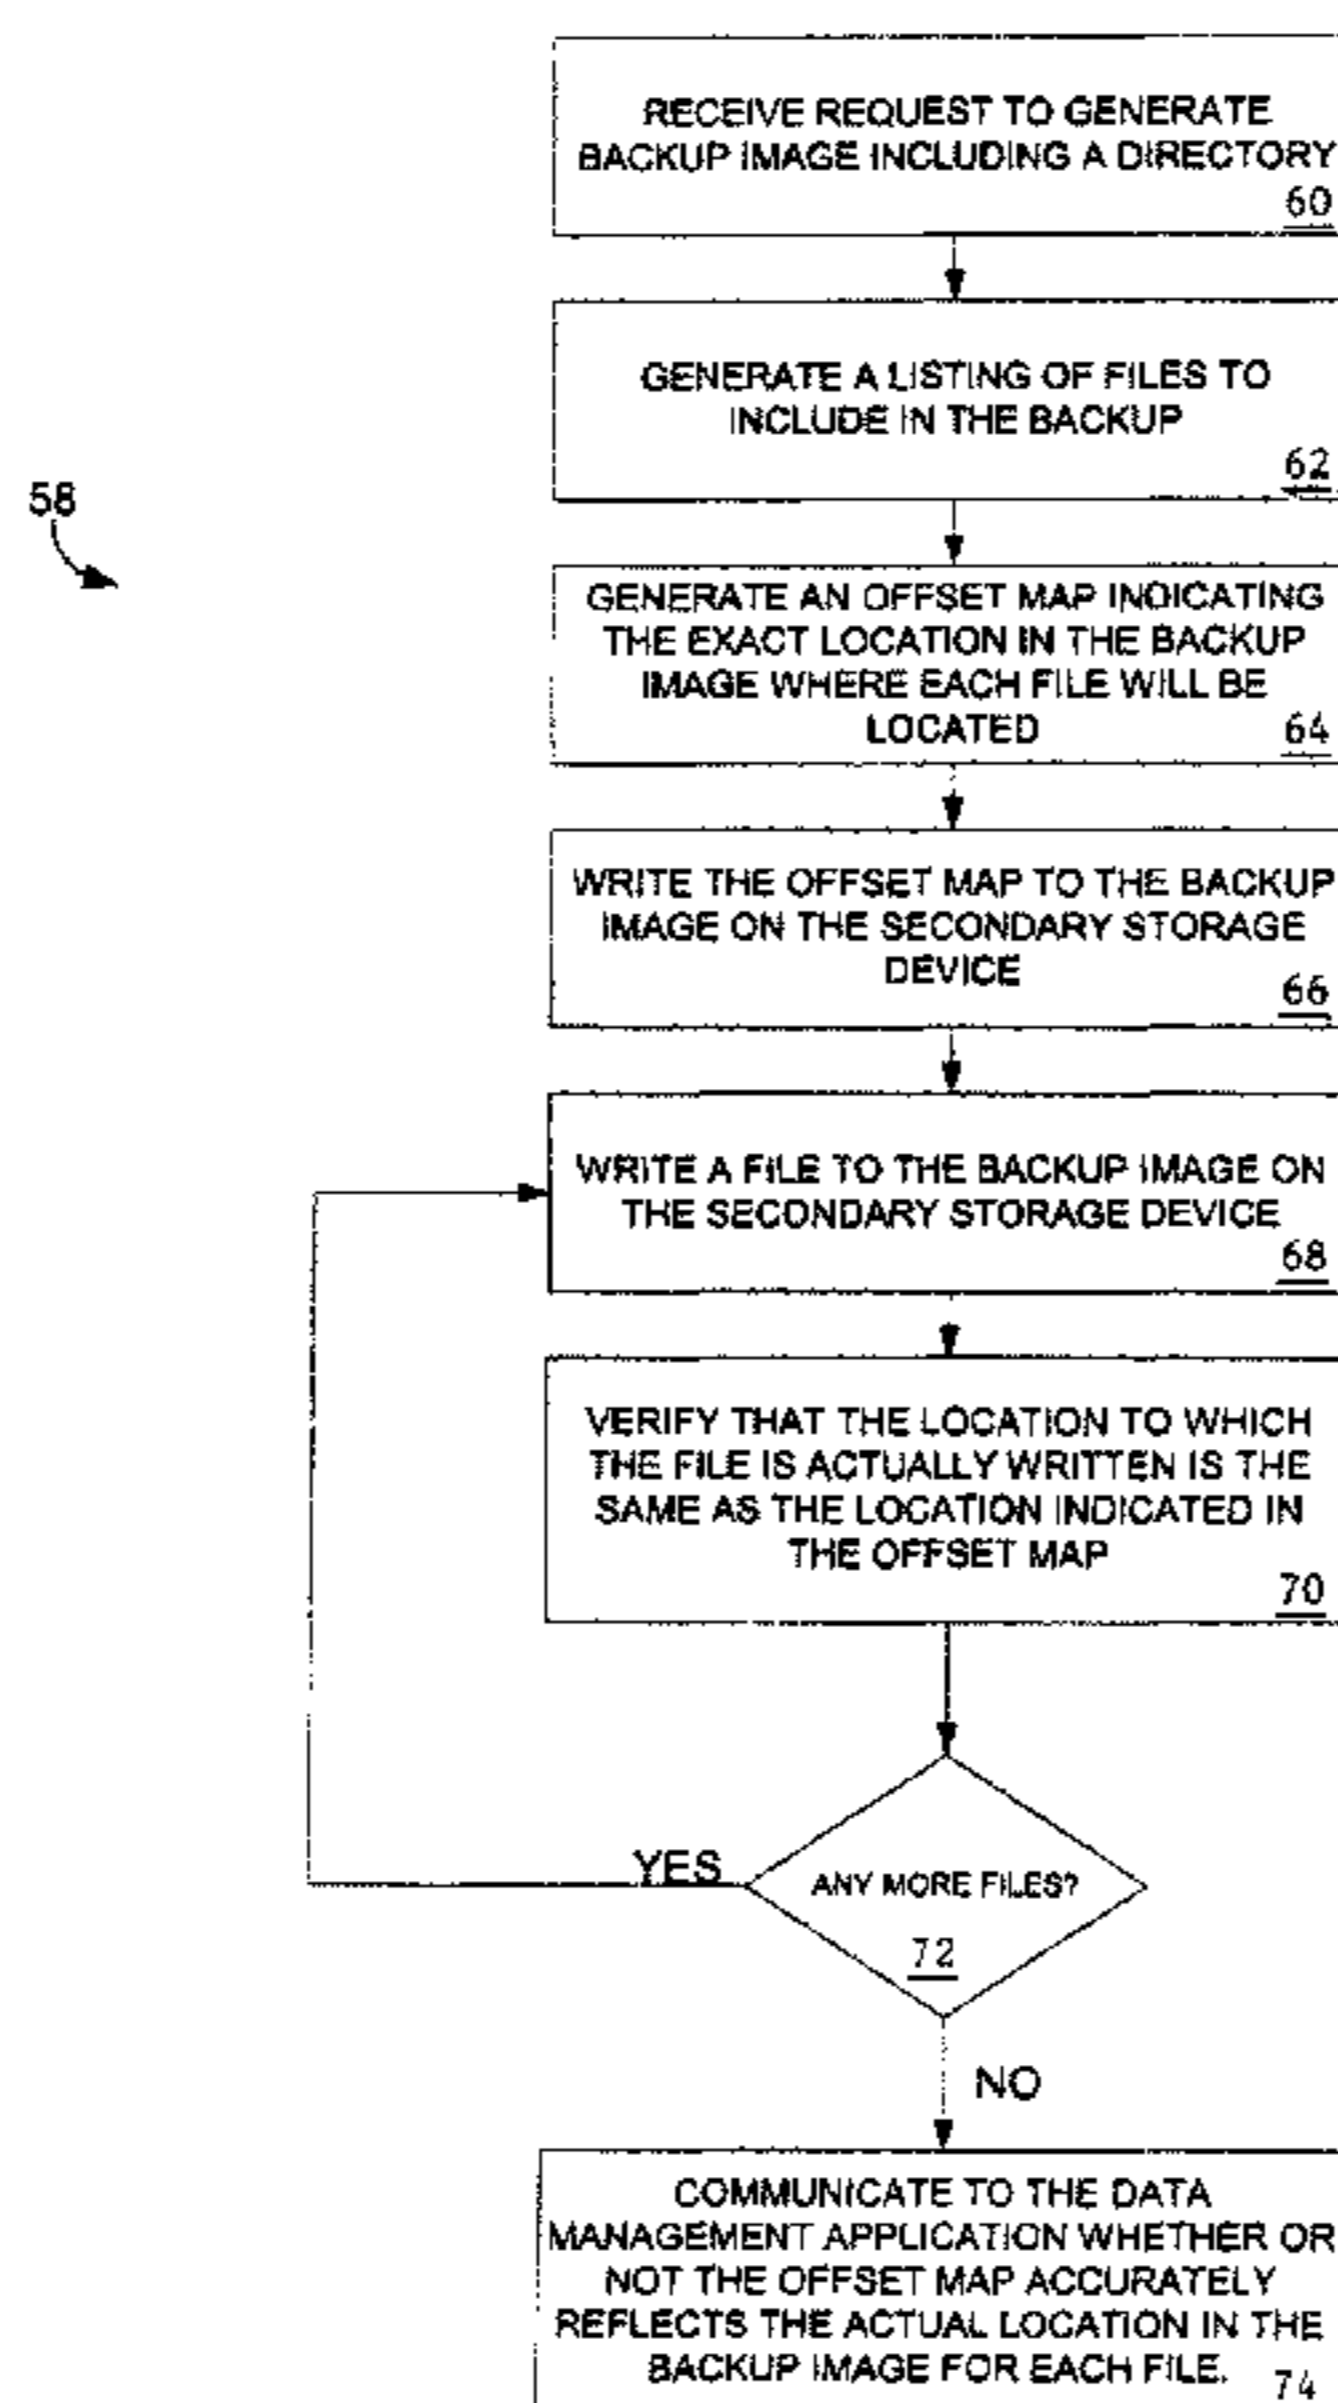 RECEIVE REQUEST TO GENERATE
BACKUP IMAGE INCLUDING A DIRECTORY
60
GENERATE A LISTING OF FILES TO
INCLUDE IN THE BACKUP
62
58
GENERATE AN OFFSET MAP INDICATING
THE EXACT LOCATION IN THE BACKUP
IMAGE WHERE EACH FILE WILL BE
LOCATED
64
WRITE THE OFFSET MAP TO THE BACKUP
IMAGE ON THE SECONDARY STORAGE
DEVICE
66
WRITE A FILE TO THE BACKUP IMAGE ON
THE SECONDARY STORAGE DEVICE
68
VERIFY THAT THE LOCATION TO WHICH
THE FILE IS ACTUALLY WRITTEN IS THE
SAME AS THE LOCATION INDICATED IN
THE OFFSET MAP
70
YES
ANY MORE FILES?
72
NO
COMMUNICATE TO THE DATA
MANAGEMENT APPLICATION WHETHER OR
NOT THE OFFSET MAP ACCURATELY
REFLECTS THE ACTUAL LOCATION IN THE
BACKUP IMAGE FOR EACH FILE.
74